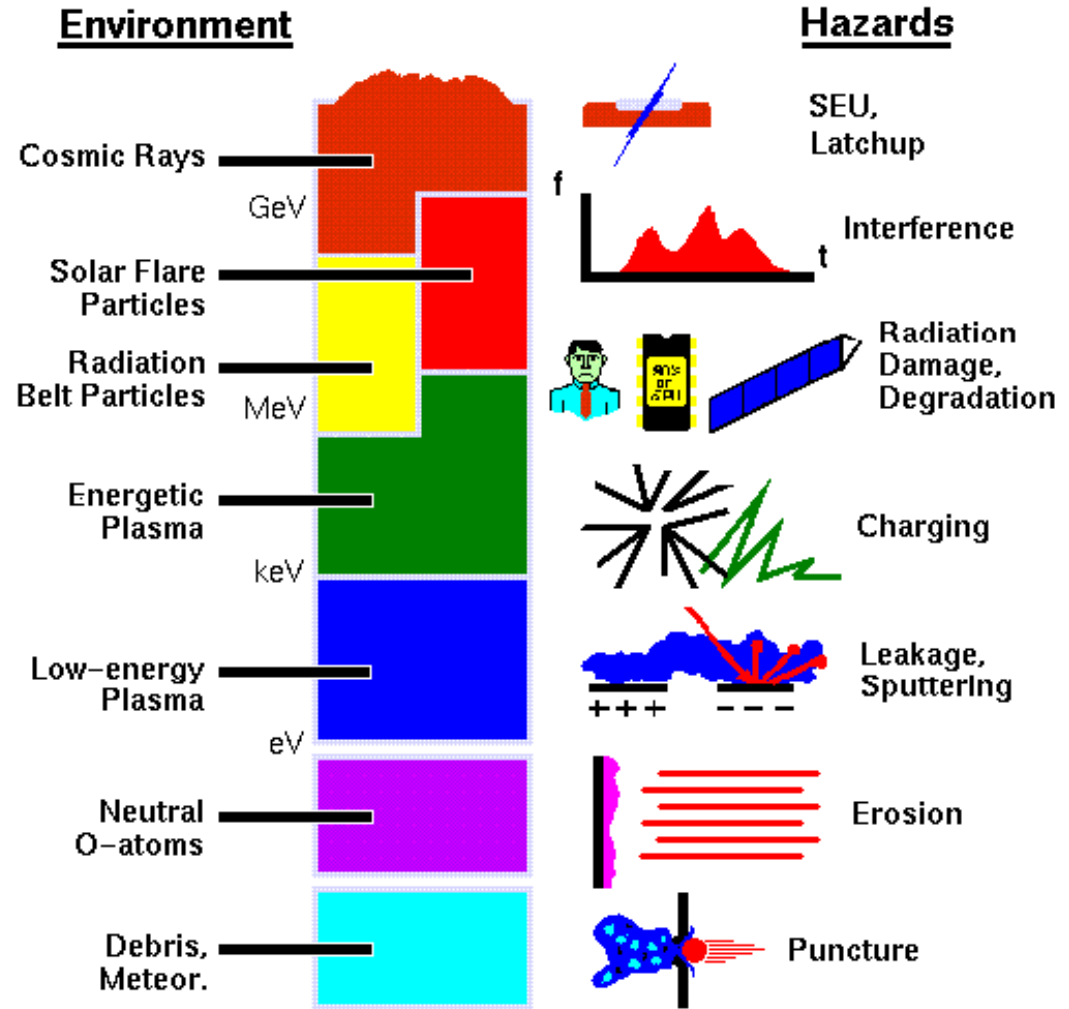 Environment
Hazards
Cosmic Rays
GeV
Solar Flare
Particles
Radiation
Belt Particles
MeV
Energetic
Plasma
keV
Low-energy
Plasma
eV
Neutral
O-atoms
Debris,
Meteor.
SEU,
Latchup
f
t
Interference
Radiation
Damage,
Degradation
Charging
Leakage,
Sputtering
+ + +
- - -
Erosion
Puncture